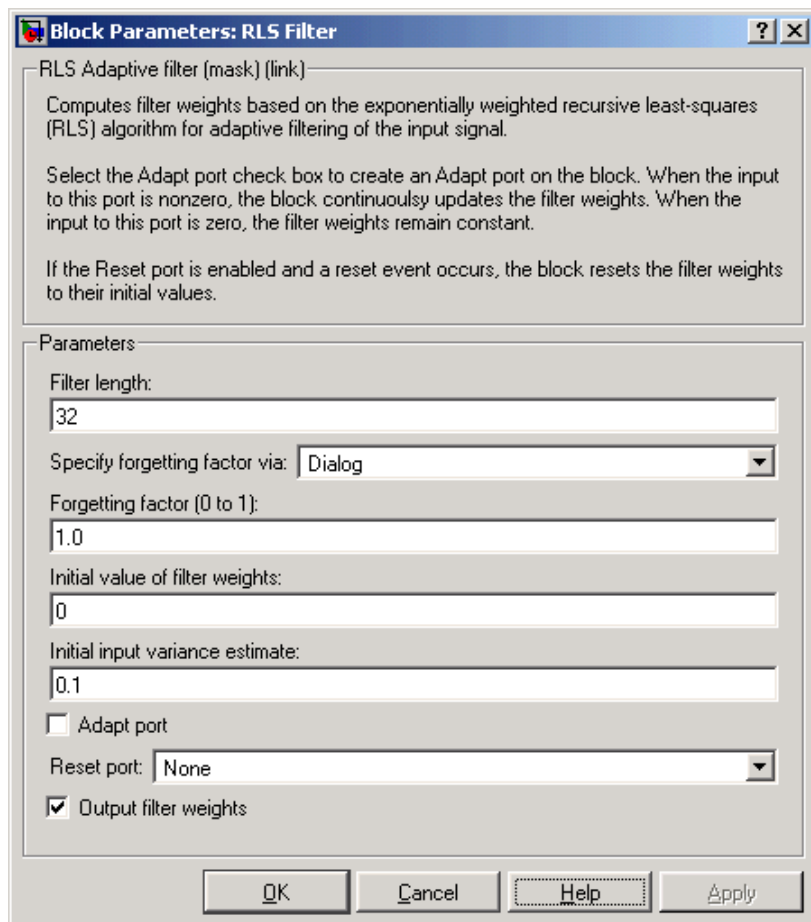 Block Parameters: RLS Filter
RLS Adaptive filter (mask) (link)
Computes filter weights based on the exponentially weighted recursive least-squares
(RLS) algorithm for adaptive filtering of the input signal.
Select the Adapt port check box to create an Adapt port on the block. When the input
to this port is nonzero, the block continuoulsy updates the filter weights. When the
input to this port is zero, the filter weights remain constant.
If the Reset port is enabled and a reset event occurs, the block resets the filter weights
to their initial values.
Parameters
Filter length:
32
Specify forgetting factor via: Dialog
Forgetting factor (0 to 1):
1.0
Initial value of filter weights:
0
Initial input variance estimate:
0.1
Adapt port
Reset port: None
Output filter weights
OK Cancel Help Apply